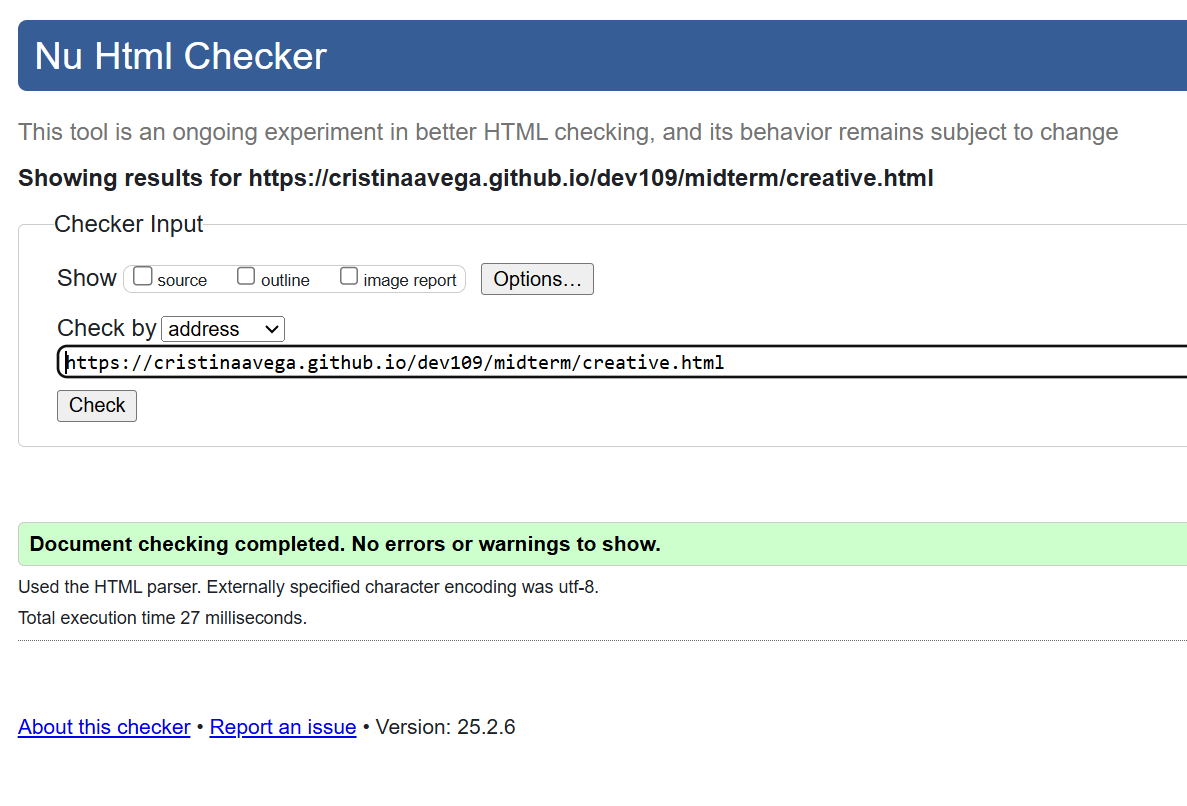 Nu Html Checker
This tool is an ongoing experiment in better HTML checking, and its behavior remains subject to change
Showing results for https://cristinaavega.github.io/dev109/midterm/creative.html
Checker Input
Show source outline image report Options...
Check by address
https://cristinaavega.github.io/dev109/midterm/creative.html
Check
Document checking completed. No errors or warnings to show.
Used the HTML parser. Externally specified character encoding was utf-8.
Total execution time 27 milliseconds.
About this checker • Report an issue • Version: 25.2.6